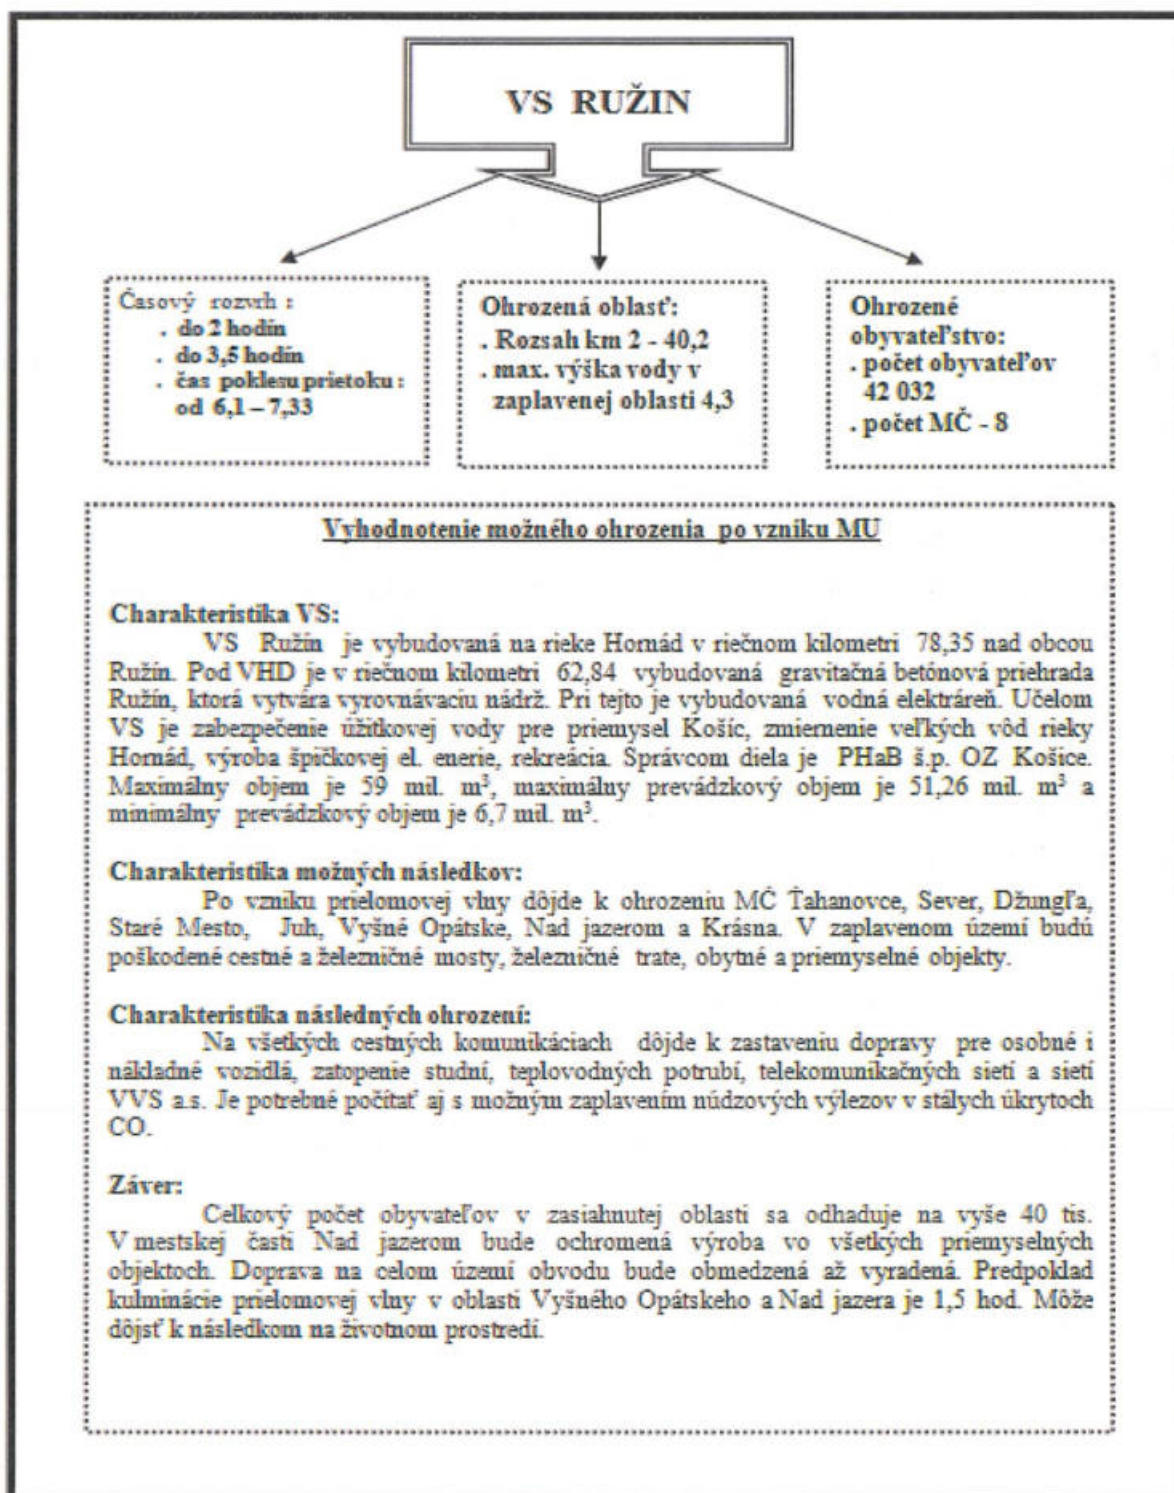 VS RUŽIN
Časový rozvrh :
. do 2 hodín
. do 3,5 hodín
. čas poklesu prietoku :
od 6,1 – 7,33
Ohrozená oblasť:
. Rozsah km 2 - 40,2
. max. výška vody v
zaplavenej oblasti 4,3
Ohrozené
obyvateľstvo:
. počet obyvateľov
42 032
. počet MČ - 8
Vyhodnotenie možného ohrozenia po vzniku MU
Charakteristika VS:
VS Ružín je vybudovaná na rieke Hornád v riečnom kilometri 78,35 nad obcou
Ružín. Pod VHD je v riečnom kilometri 62,84 vybudovaná gravitačná betónová priehrada
Ružín, ktorá vytvára vyrovnávaciu nádrž. Pri tejto je vybudovaná vodná elektráreň. Učelom
VS je zabezpečenie úžitkovej vody pre priemysel Košíc, zmiernenie veľkých vôd rieky
Hornád, výroba špičkovej el. enerie, rekreácia. Správcom diela je PHaB š.p. OZ Košice.
Maximálny objem je 59 mil. m³, maximálny prevádzkový objem je 51,26 mil. m³ a
minimálny prevádzkový objem je 6,7 mil. m³.
Charakteristika možných následkov:
Po vzniku prielomovej vlny dôjde k ohrozeniu MČ Ťahanovce, Sever, Džungľa,
Staré Mesto, Juh, Vyšné Opátske, Nad jazerom a Krásna. V zaplavenom území budú
poškodené cestné a železničné mosty, železničné trate, obytné a priemyselné objekty.
Charakteristika následných ohrození:
Na všetkých cestných komunikáciach dôjde k zastaveniu dopravy pre osobné i
nákladné vozidlá, zatopenie studní, teplovodných potrubí, telekomunikačných sietí a sietí
VVS a.s. Je potrebné počítať aj s možným zaplavením núdzových výlezov v stálych úkrytoch
CO.
Záver:
Celkový počet obyvateľov v zasiahnutej oblasti sa odhaduje na vyše 40 tis.
V mestskej časti Nad jazerom bude ochromená výroba vo všetkých priemyselných
objektoch. Doprava na celom území obvodu bude obmedzená až vyradená. Predpoklad
kulminácie prielomovej vlny v oblasti Vyšného Opátskeho a Nad jazera je 1,5 hod. Môže
dôjsť k následkom na životnom prostredí.